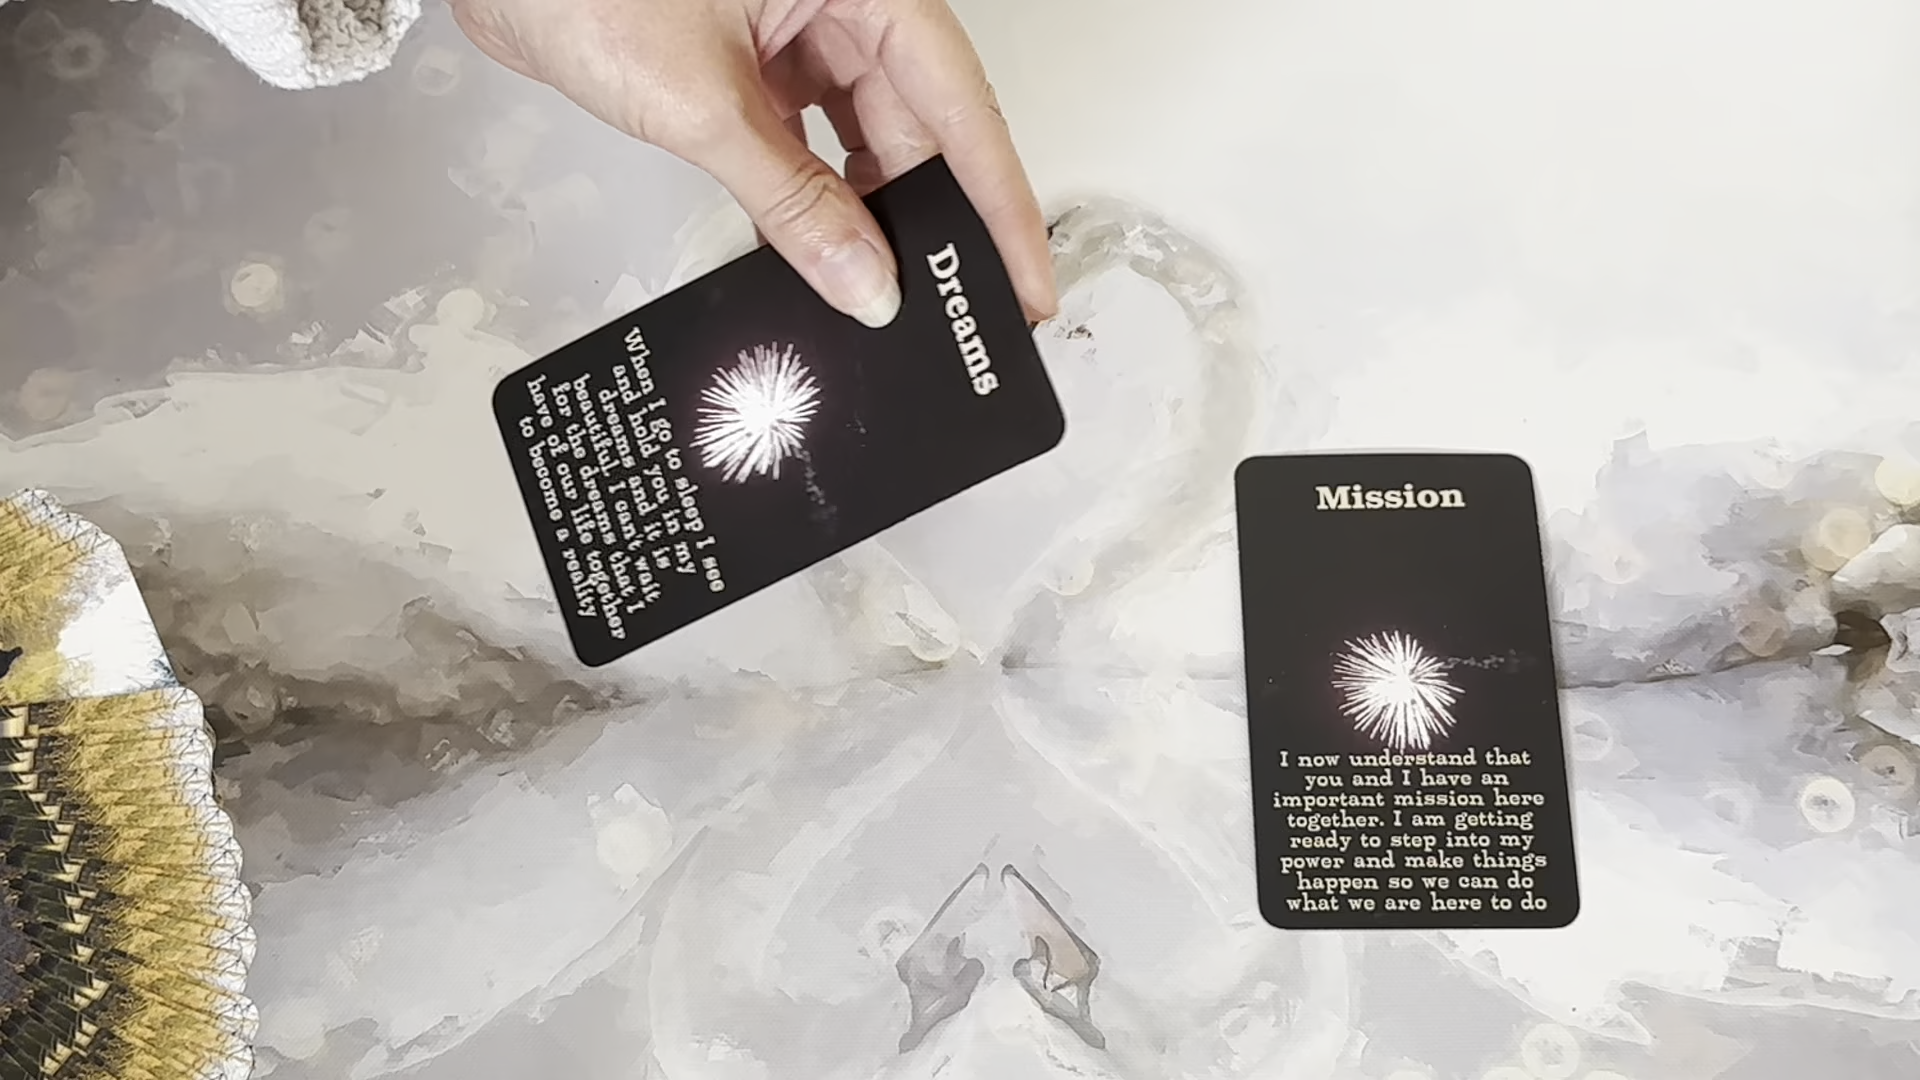 Dreams
When I go to sleep I see
and hold you in my
dreams and it is
beautiful. I can't wait
for the dreams that I
have of our life together
to become a reality
Mission
I now understand that
you and I have an
important mission here
together. I am getting
ready to step into my
power and make things
happen so we can do
what we are here to do